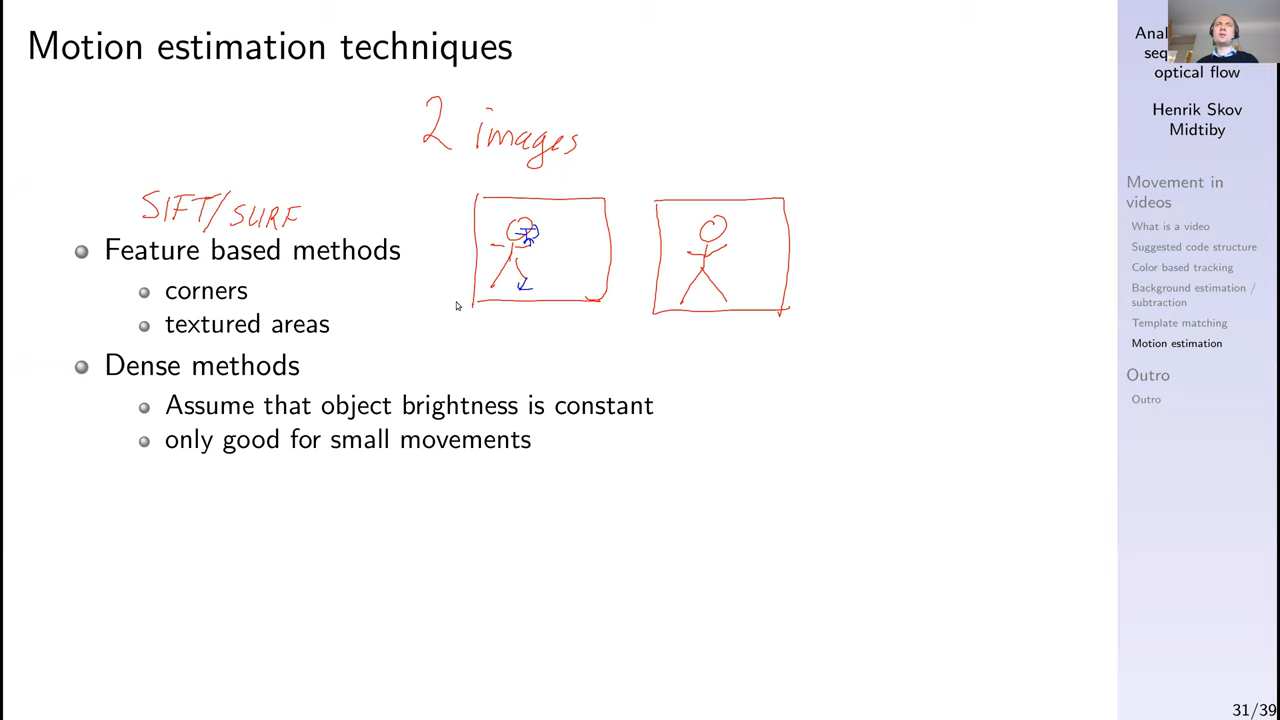 Motion estimation techniques
2 images
SIFT/SURF
Feature based methods
corners
textured areas
Dense methods
Assume that object brightness is constant
only good for small movements
Anal
seq
optical flow
Henrik Skov
Midtiby
Movement in
videos
What is a video
Suggested code structure
Color based tracking
Background estimation /
subtraction
Template matching
Motion estimation
Outro
Outro
31/39